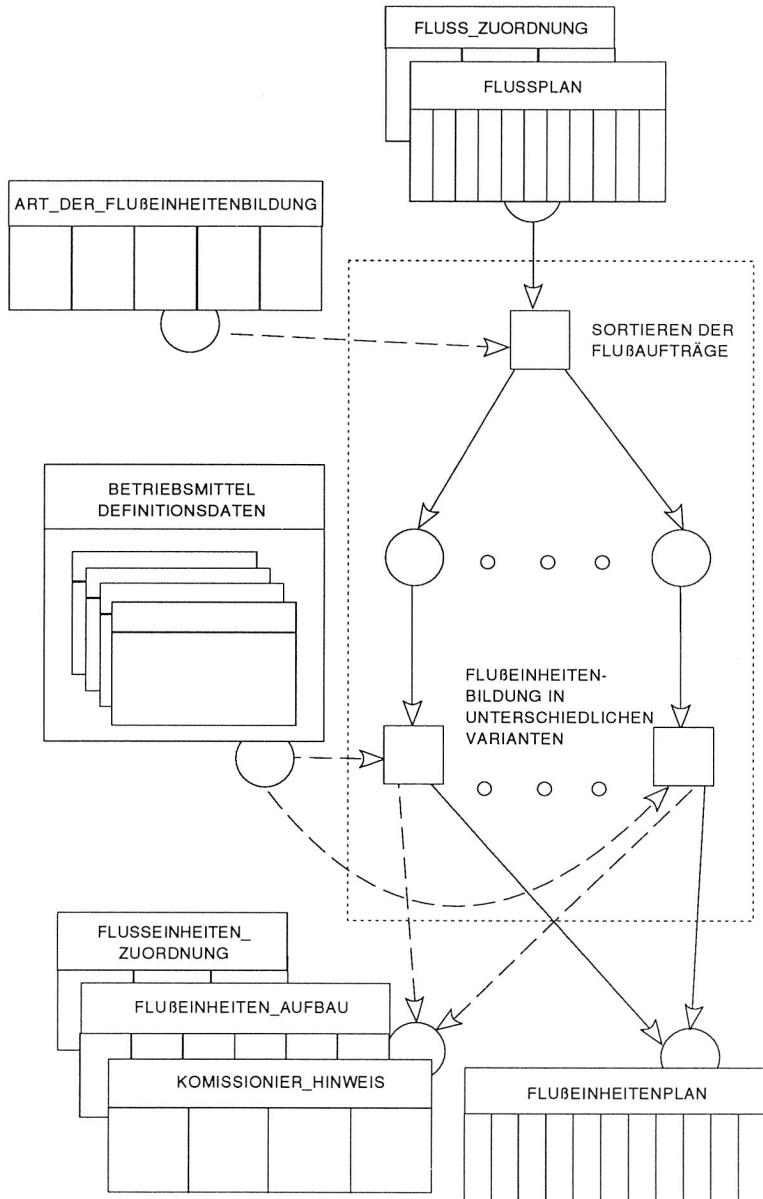 FLUSS_ZUORDNUNG
FLUSSPLAN
ART_DER_FLUßEINHEITENBILDUNG
SORTIEREN DER
FLUßAUFTRÄGE
BETRIEBSMITTEL
DEFINITIONSDATEN
FLUßEINHEITEN-
BILDUNG IN
UNTERSCHIEDLICHEN
VARIANTEN
FLUSSEINHEITEN_
ZUORDNUNG
FLUßEINHEITEN_AUFBAU
KOMISSIONIER_HINWEIS
FLUßEINHEITENPLAN